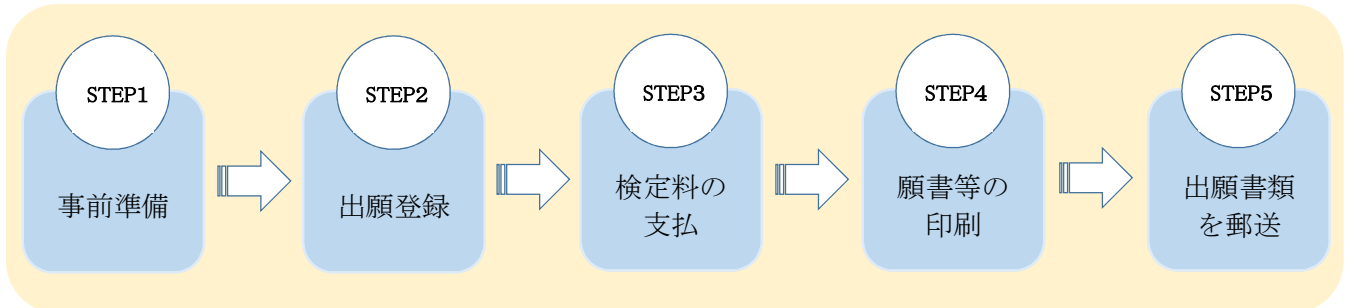 STEP1
事前準備
STEP2
出願登録
STEP3
検定料の
支払
STEP4
願書等の
印刷
STEP5
出願書類
を郵送